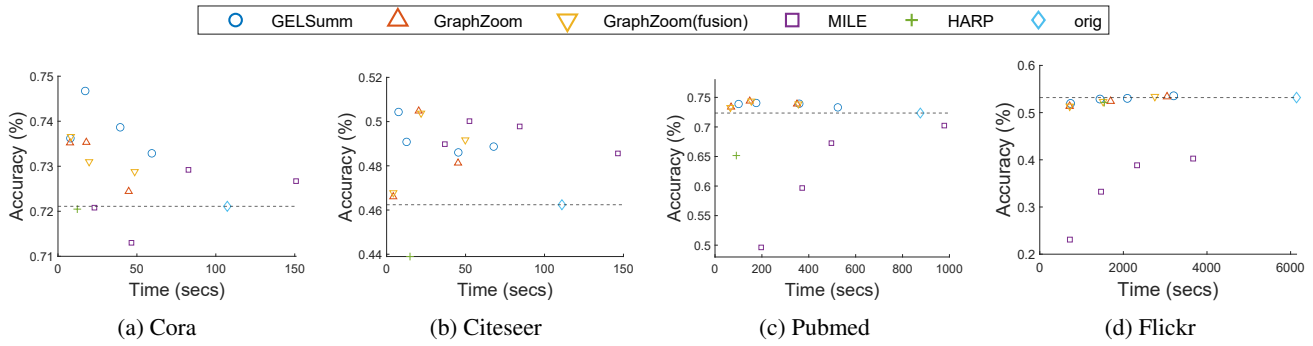 GELSumm GraphZoom GraphZoom(fusion) MILE HARP orig
0.75
0.74
0.73
0.72
0.71
0 50 100 150
Accuracy (%)
Time (secs)
(a) Cora
0.52
0.5
0.48
0.46
0.44
0 50 100 150
Accuracy (%)
Time (secs)
(b) Citeseer
0.75
0.7
0.65
0.6
0.55
0.5
0 200 400 600 800 1000
Accuracy (%)
Time (secs)
(c) Pubmed
0.6
0.5
0.4
0.3
0.2
0 2000 4000 6000
Accuracy (%)
Time (secs)
(d) Flickr